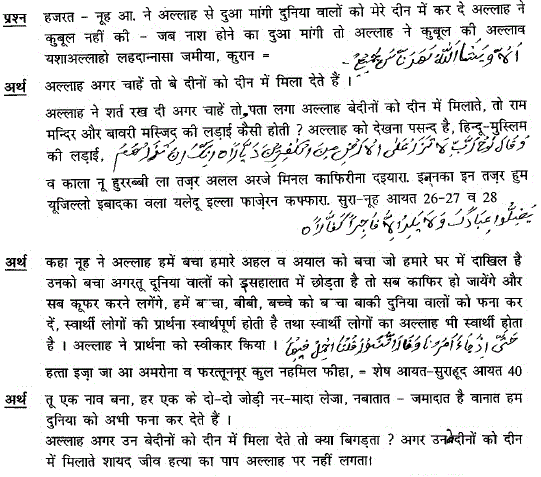 प्रश्न हजरत – नूह आ. ने अल्लाह से दुआ मांगी दुनिया वालों को मेरे दीन में कर दे अल्लाह ने
कुबूल नहीं की – जब नाश होने का दुआ मांगी तो अल्लाह ने कुबूल की अल्लाव
यशाअल्लाहो लहदान्नासा जमीया, कुरान =
अर्थ अल्लाह अगर चाहें तो बे दीनों को दीन में मिला देते हैं ।
अल्लाह ने शर्त रख दी अगर चाहें तो, पता लगा अल्लाह बेदीनों को दीन में मिलाते, तो राम
मन्दिर और बावरी मस्जिद की लड़ाई कैसी होती ? अल्लाह को देखना पसन्द है, हिन्दू-मुस्लिम
की लड़ाई,
व काला नू हुररब्बी ला तज़र अलल अरजे मिनल काफिरीना दइयारा. इन्नका इन तज़र हुम
यूजिल्लो इबादका वला यलेदू इल्ला फाज़ेरन कफ्फारा. सुरा-नूह आयत 26-27 व 28
अर्थ कहा नूह ने अल्लाह हमें बचा हमारे अहल व अयाल को बचा जो हमारे घर में दाखिल है
उनको बचा अगरतू दूनिया वालों को इसहालात में छोड़ता है तो सब काफिर हो जायेंगे और
सब कूफर करने लगेंगे, हमें बचा, बीबी, बच्चे को बचा बाकी दुनिया वालों को फना कर
दें, स्वार्थी लोगों की प्रार्थना स्वार्थपूर्ण होती है तथा स्वार्थी लोगों का अल्लाह भी स्वार्थी होता
है । अल्लाह ने प्रार्थना को स्वीकार किया ।
हत्ता इज़ा जा आ अमरोना व फरत्तूननूर कुल नहमिल फीहा, = शेष आयत-सुराहूद आयत 40
अर्थ तू एक नाव बना, हर एक के दो-दो जोड़ी नर-मादा लेजा, नबातात – जमादात है वानात हम
दुनिया को अभी फना कर देते हैं ।
अल्लाह अगर उन बेदीनों को दीन में मिला देते तो क्या बिगड़ता ? अगर उन बेदीनों को दीन
में मिलाते शायद जीव हत्या का पाप अल्लाह पर नहीं लगता।